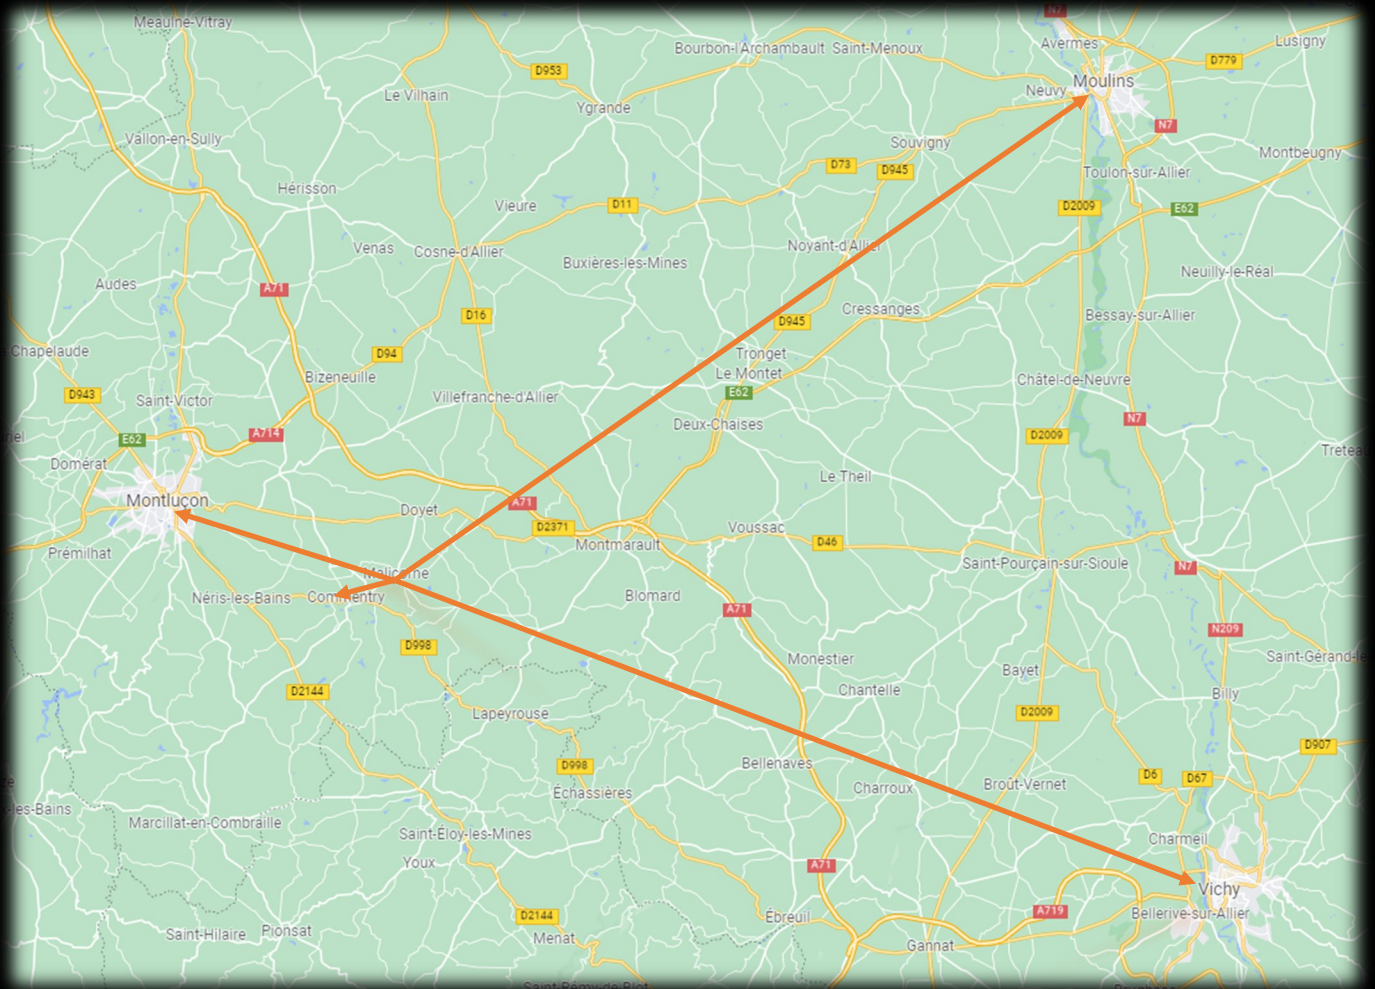 N7
Meaulne-Vitray
Avermes
Lusigny
Bourbon-l'Archambault
Saint-Menoux
D779
D953
Moulins
Le Vilhain
Neuvy
Ygrande
N7
Vallon-en-Sully
Souvigny
Montbeugny
D73
D945
Toulon-sur-Allier
Hérisson
Vieure
D11
D2009
E62
Venas
Cosne-d'Allier
Noyant-d'Allier
Buxières-les-Mines
Neuilly-le-Réal
Audes
A71
Cressanges
D16
D945
Bessay-sur-Allier
Chapelaude
D94
Tronget
Le Montet
Bizeneuille
Châtel-de-Neuvre
D943
Saint-Victor
Villefranche-d'Allier
E62
N7
Deux-Chaises
E62
A714
D2009
Domérat
Le Theil
Montluçon
A71
Doyet
D2371
Voussac
Montmarault
D46
Prémilhat
Saint-Pourçain-sur-Sioule
N7
Malicorne
Néris-les-Bains
Commentry
Blomard
A71
N209
D998
Monestier
Saint-Gérand-le
Bayet
D2144
Chantelle
Billy
Lapeyrouse
D2009
D907
Bellenaves
D998
D6
D67
Échassières
Charroux
Broût-Vernet
-les-Bains
Marcillat-en-Combraille
Saint-Éloy-les-Mines
Charmeil
Youx
A71
Vichy
D2144
Ébreuil
A719
Bellerive-sur-Allier
Saint-Hilaire
Pionsat
Menat
Gannat